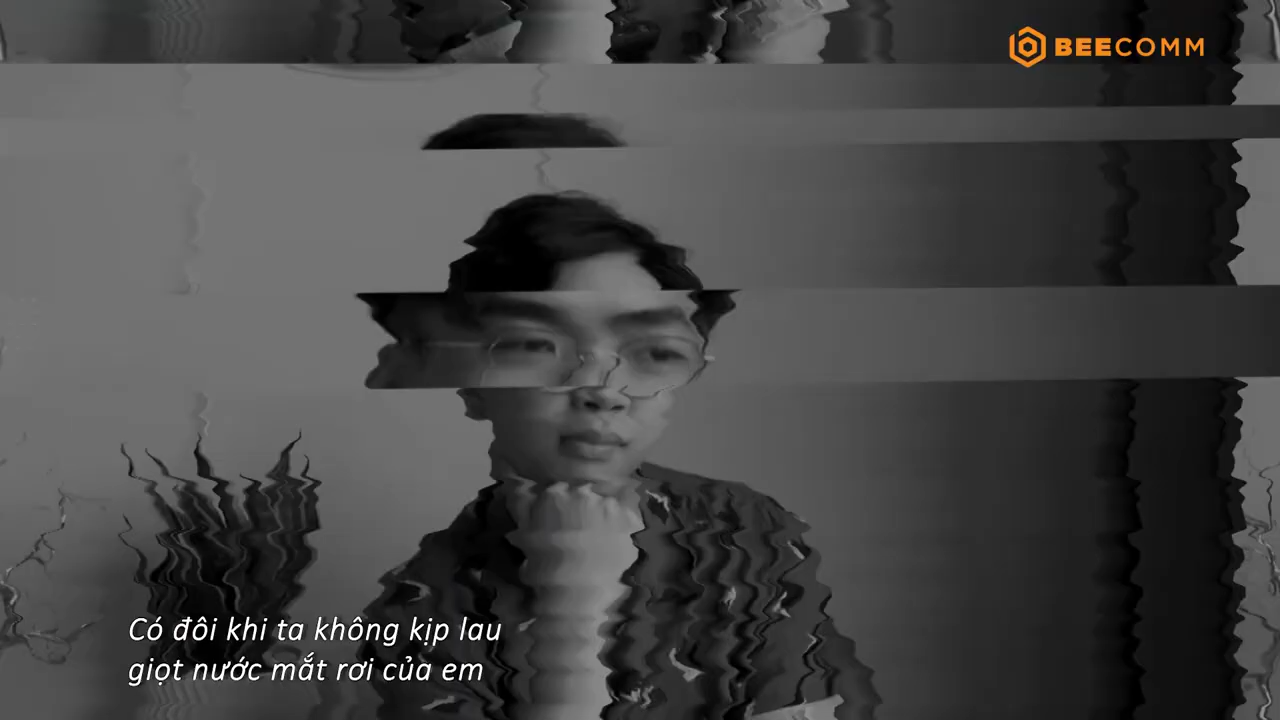 BEECOMM
Có đôi khi ta không kịp lau
giọt nước mắt rơi của em